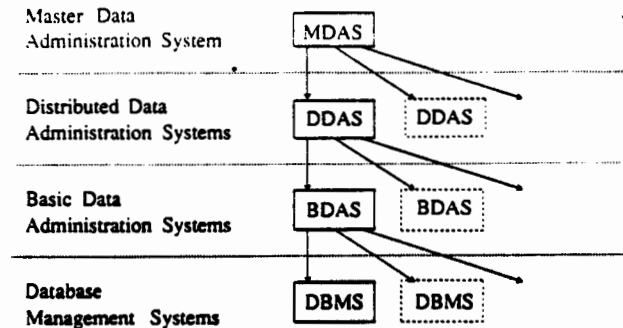 Master Data
Administration System
MDAS
Distributed Data
Administration Systems
DDAS
DDAS
Basic Data
Administration Systems
BDAS
BDAS
Database
Management Systems
DBMS
DBMS